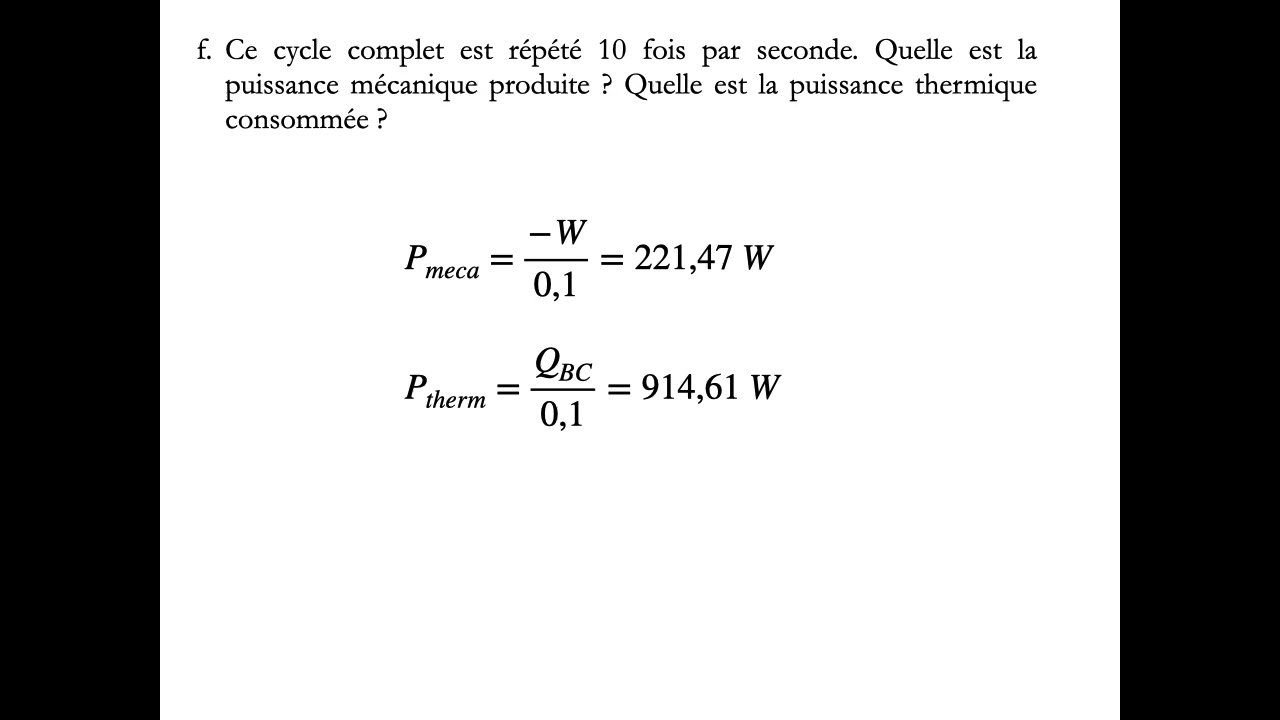 f. Ce cycle complet est répété 10 fois par seconde. Quelle est la
puissance mécanique produite ? Quelle est la puissance thermique
consommée ?
P_meca = -W / 0,1 = 221,47 W
P_therm = Q_BC / 0,1 = 914,61 W